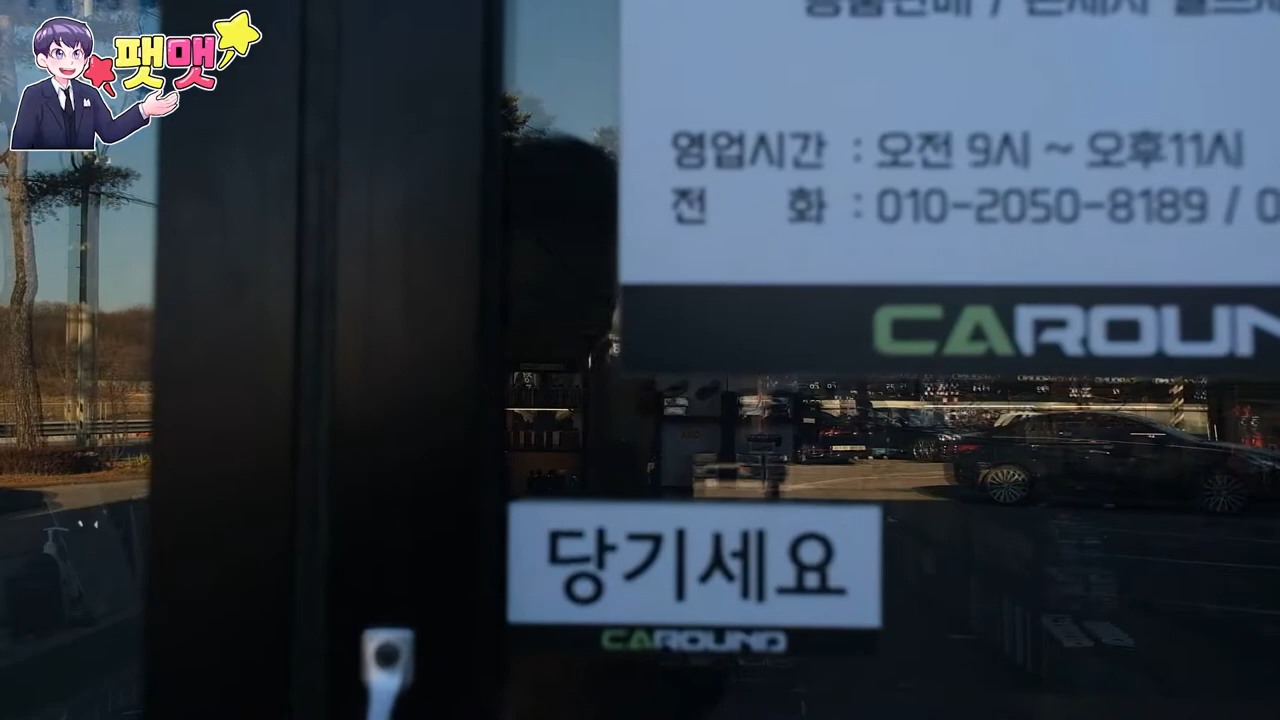 팻맷
영업시간 : 오전 9시 ~ 오후11시
전 화 : 010-2050-8189 / 0
CAROUN
당기세요
CAROUND